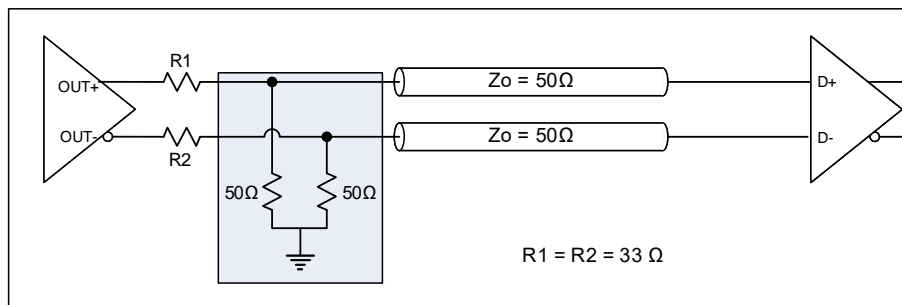 R1
OUT+
Zo = 50Ω
D+
OUT-
Zo = 50Ω
D-
R2
50Ω
50Ω
R1 = R2 = 33 Ω